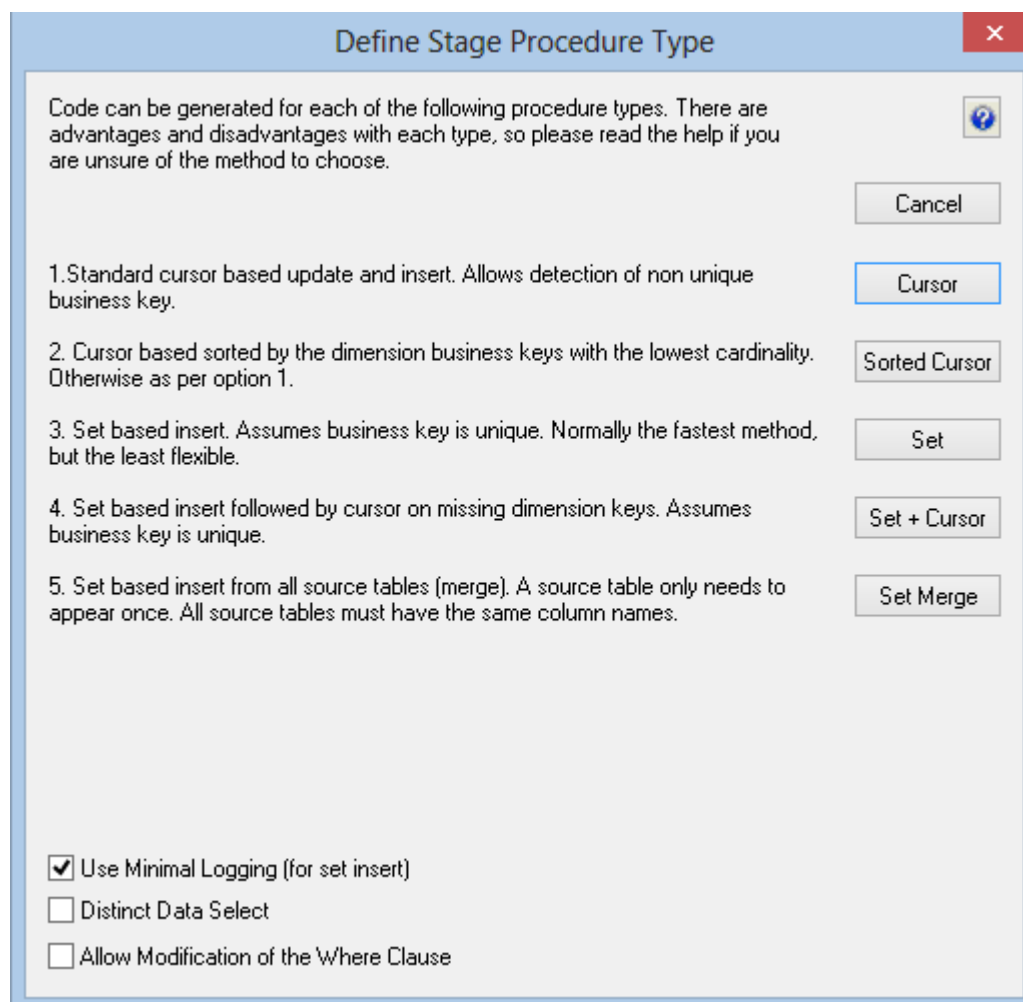 Define Stage Procedure Type
Code can be generated for each of the following procedure types. There are
advantages and disadvantages with each type, so please read the help if you
are unsure of the method to choose.
Cancel
1.Standard cursor based update and insert. Allows detection of non unique
business key.
Cursor
2. Cursor based sorted by the dimension business keys with the lowest cardinality.
Otherwise as per option 1.
Sorted Cursor
3. Set based insert. Assumes business key is unique. Normally the fastest method,
but the least flexible.
Set
4. Set based insert followed by cursor on missing dimension keys. Assumes
business key is unique.
Set + Cursor
5. Set based insert from all source tables (merge). A source table only needs to
appear once. All source tables must have the same column names.
Set Merge
Use Minimal Logging (for set insert)
Distinct Data Select
Allow Modification of the Where Clause